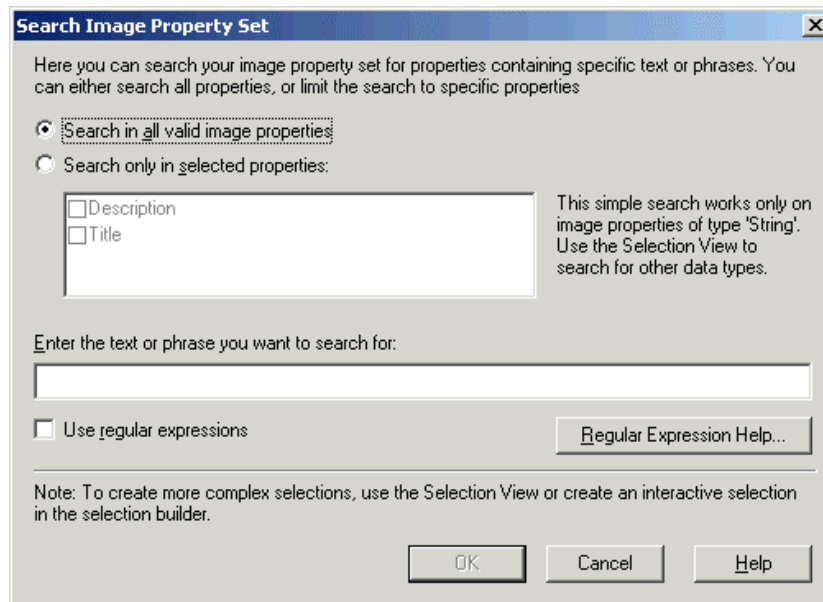 Search Image Property Set
Here you can search your image property set for properties containing specific text or phrases. You
can either search all properties, or limit the search to specific properties
Search in all valid image properties
Search only in selected properties:
Description
Title
This simple search works only on
image properties of type 'String'.
Use the Selection View to
search for other data types.
Enter the text or phrase you want to search for:
Use regular expressions
Regular Expression Help...
Note: To create more complex selections, use the Selection View or create an interactive selection
in the selection builder.
OK
Cancel
Help